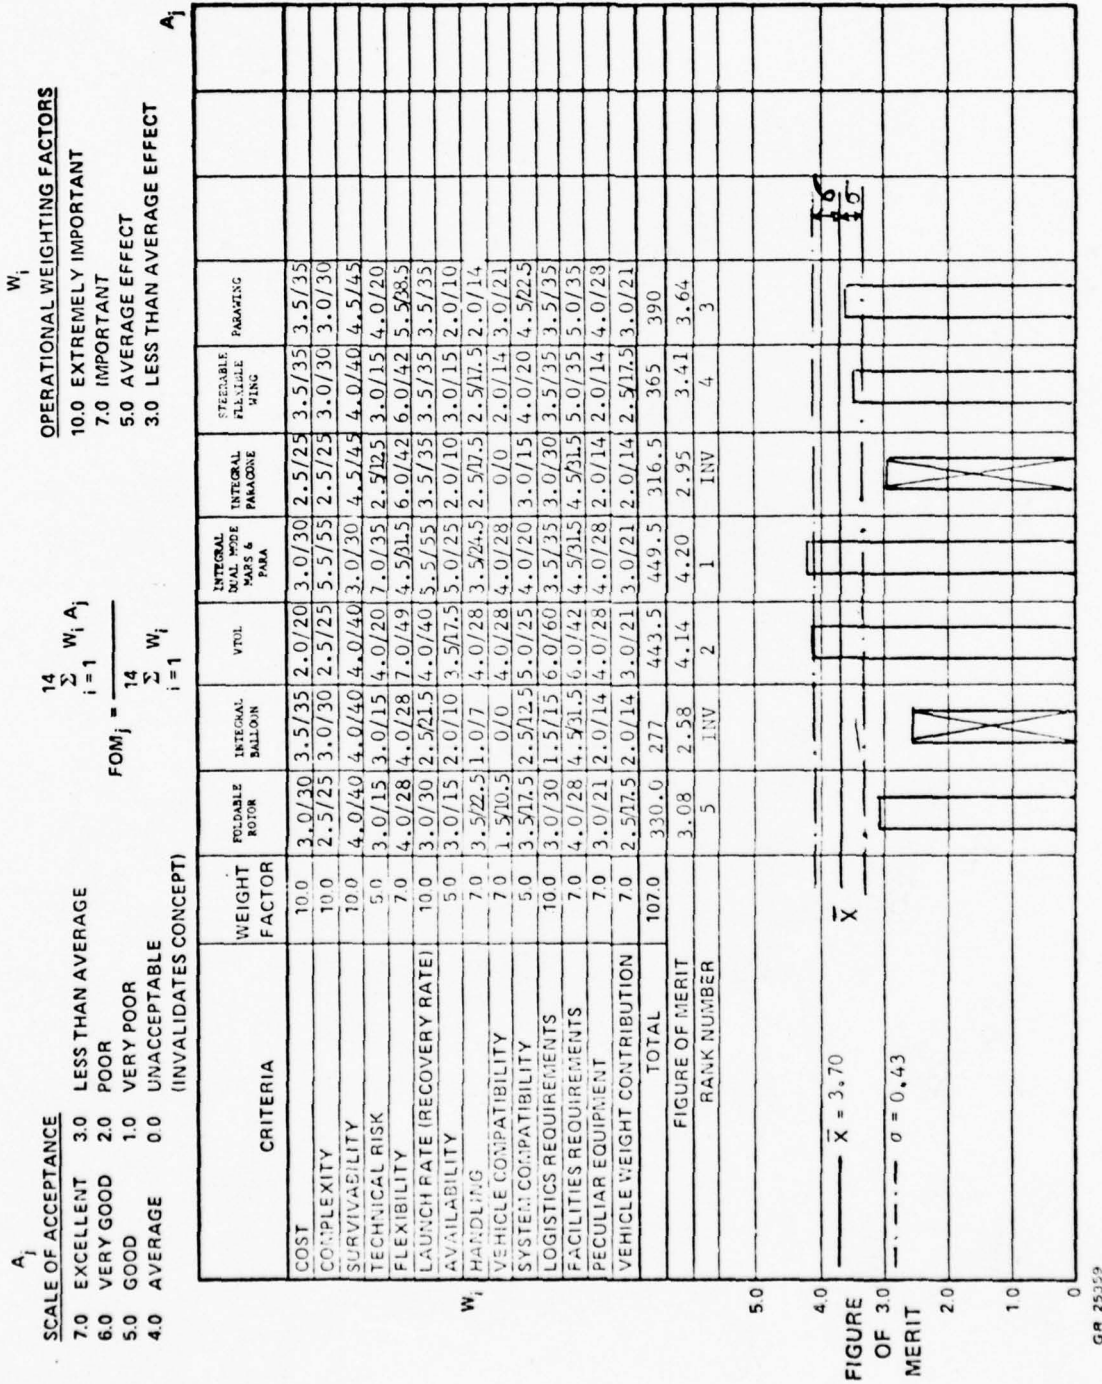 A_j
SCALE OF ACCEPTANCE
7.0 EXCELLENT 3.0 LESS THAN AVERAGE
6.0 VERY GOOD 2.0 POOR
5.0 GOOD 1.0 VERY POOR
4.0 AVERAGE 0.0 UNACCEPTABLE
(INVALIDATES CONCEPT)
FOM_j = 14 Σ i = 1 W_i A_j / 14 Σ i = 1 W_i
W_i
OPERATIONAL WEIGHTING FACTORS
10.0 EXTREMELY IMPORTANT
7.0 IMPORTANT
5.0 AVERAGE EFFECT
3.0 LESS THAN AVERAGE EFFECT
A_j
CRITERIA WEIGHT FACTOR FOLDABLE ROTOR INTEGRAL BALLOON VTOL INTEGRAL DUAL MODE MARS & PARA INTEGRAL PARACONE STEERABLE FLEXIBLE WING PARAWING
W_i
COST 10.0 3.0/30 3.5/35 2.0/20 3.0/30 2.5/25 3.5/35 3.5/35
COMPLEXITY 10.0 2.5/25 3.0/30 2.5/25 5.5/55 2.5/25 3.0/30 3.0/30
SURVIVABILITY 10.0 4.0/40 4.0/40 4.0/40 3.0/30 4.5/45 4.0/40 4.5/45
TECHNICAL RISK 5.0 3.0/15 3.0/15 4.0/20 7.0/35 2.5/12.5 3.0/15 4.0/20
FLEXIBILITY 7.0 4.0/28 4.0/28 7.0/49 4.5/31.5 6.0/42 6.0/42 5.5/38.5
LAUNCH RATE (RECOVERY RATE) 10.0 3.0/30 2.5/21.5 4.0/40 5.5/55 3.5/35 3.5/35 3.5/35
AVAILABILITY 5.0 3.0/15 2.0/10 3.5/17.5 5.0/25 2.0/10 3.0/15 2.0/10
HANDLING 7.0 3.5/22.5 1.0/7 4.0/28 3.5/24.5 2.5/17.5 2.5/17.5 2.0/14
VEHICLE COMPATIBILITY 7.0 1.5/10.5 0/0 4.0/28 4.0/28 0/0 2.0/14 3.0/21
SYSTEM COMPATIBILITY 5.0 3.5/17.5 2.5/12.5 5.0/25 4.0/20 3.0/15 4.0/20 4.5/22.5
LOGISTICS REQUIREMENTS 10.0 3.0/30 1.5/15 6.0/60 3.5/35 3.0/30 3.5/35 3.5/35
FACILITIES REQUIREMENTS 7.0 4.0/28 4.5/31.5 6.0/42 4.5/31.5 4.5/31.5 5.0/35 5.0/35
PECULIAR EQUIPMENT 7.0 3.0/21 2.0/14 4.0/28 4.0/28 2.0/14 2.0/14 4.0/28
VEHICLE WEIGHT CONTRIBUTION 7.0 2.5/17.5 2.0/14 3.0/21 3.0/21 2.0/14 2.5/17.5 3.0/21
TOTAL 107.0 330.0 277 443.5 449.5 316.5 365 390
FIGURE OF MERIT 3.08 2.58 4.14 4.20 2.95 3.41 3.64
RANK NUMBER 5 INV 2 1 INV 4 3
5.0
4.0
3.0
2.0
1.0
0
FIGURE
OF
MERIT
X̄ = 3.70
σ = 0.43
X̄
σ
σ
GR 25359